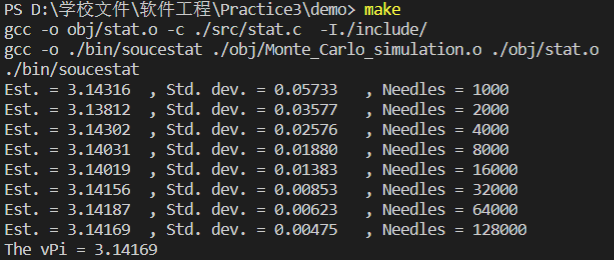 PS D:\学校文件\软件工程\Practice3\demo> make
gcc -o obj/stat.o -c ./src/stat.c  -I./include/
gcc -o ./bin/soucestat ./obj/Monte_Carlo_simulation.o ./obj/stat.o
./bin/soucestat
Est. = 3.14316  , Std. dev. = 0.05733   , Needles = 1000
Est. = 3.13812  , Std. dev. = 0.03577   , Needles = 2000
Est. = 3.14302  , Std. dev. = 0.02576   , Needles = 4000
Est. = 3.14031  , Std. dev. = 0.01880   , Needles = 8000
Est. = 3.14019  , Std. dev. = 0.01383   , Needles = 16000
Est. = 3.14156  , Std. dev. = 0.00853   , Needles = 32000
Est. = 3.14187  , Std. dev. = 0.00623   , Needles = 64000
Est. = 3.14169  , Std. dev. = 0.00475   , Needles = 128000
The vPi = 3.14169